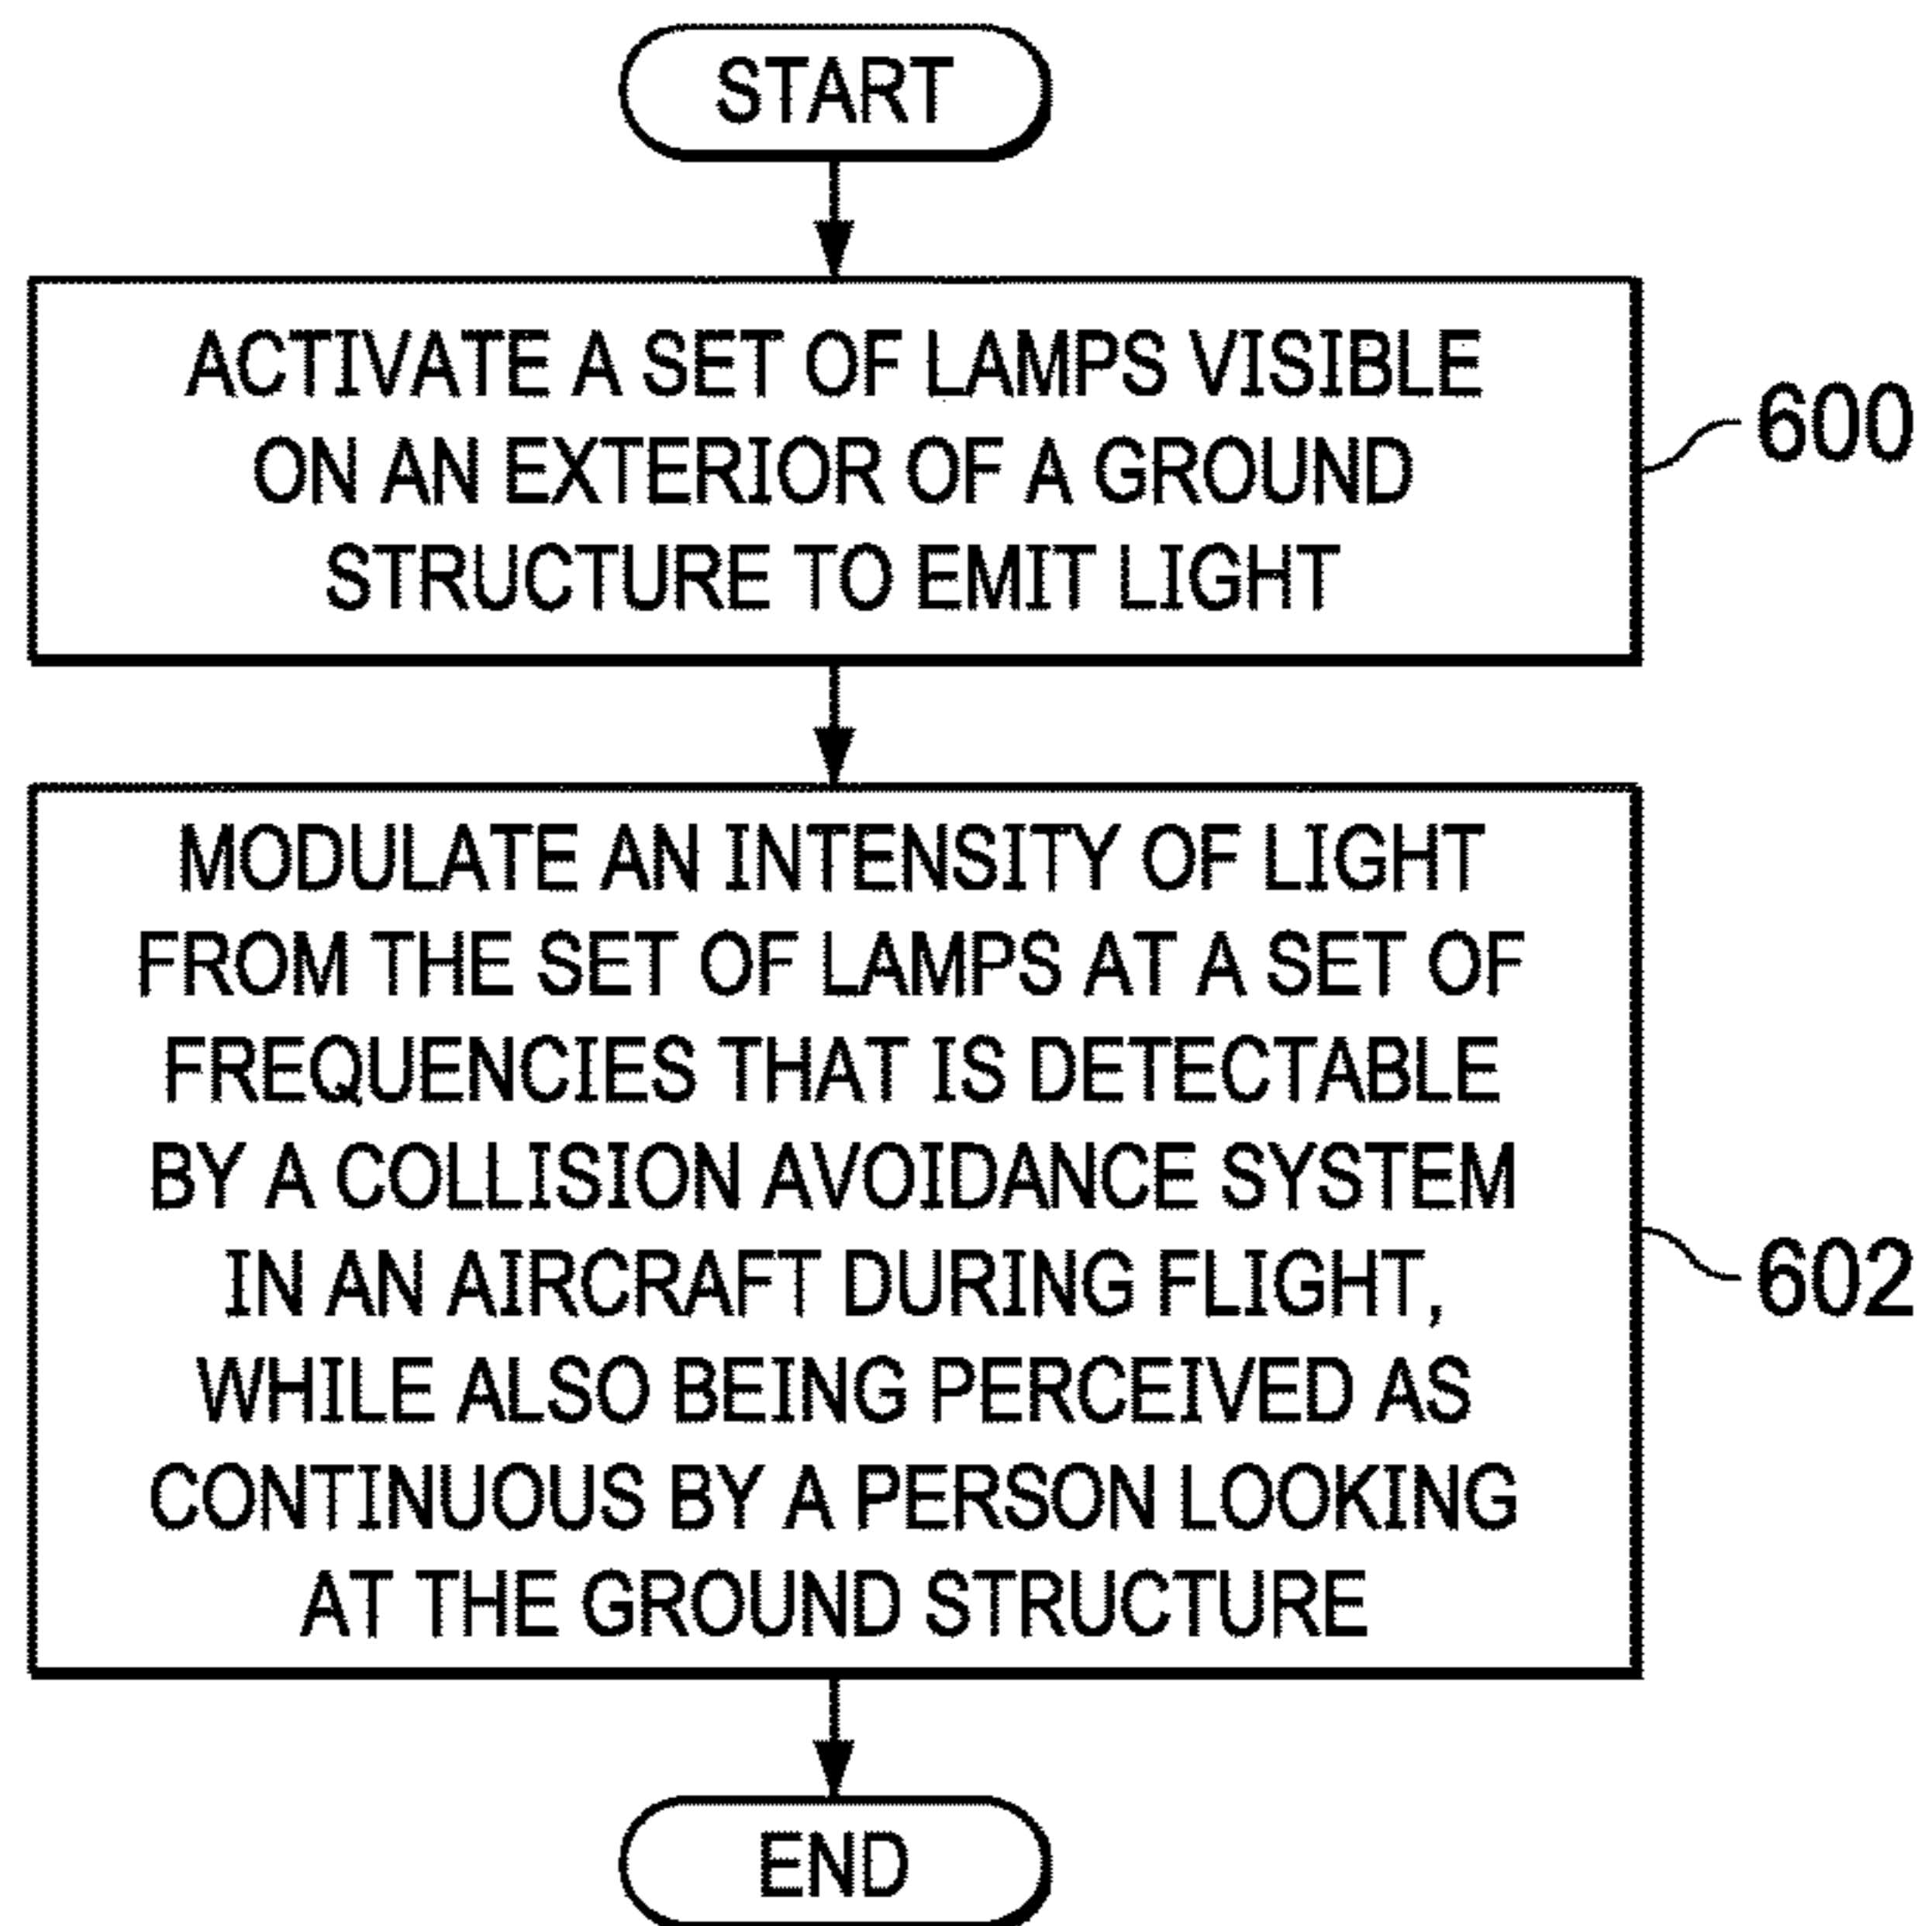 START
ACTIVATE A SET OF LAMPS VISIBLE
ON AN EXTERIOR OF A GROUND
STRUCTURE TO EMIT LIGHT
600
MODULATE AN INTENSITY OF LIGHT
FROM THE SET OF LAMPS AT A SET OF
FREQUENCIES THAT IS DETECTABLE
BY A COLLISION AVOIDANCE SYSTEM
IN AN AIRCRAFT DURING FLIGHT,
WHILE ALSO BEING PERCEIVED AS
CONTINUOUS BY A PERSON LOOKING
AT THE GROUND STRUCTURE
602
END